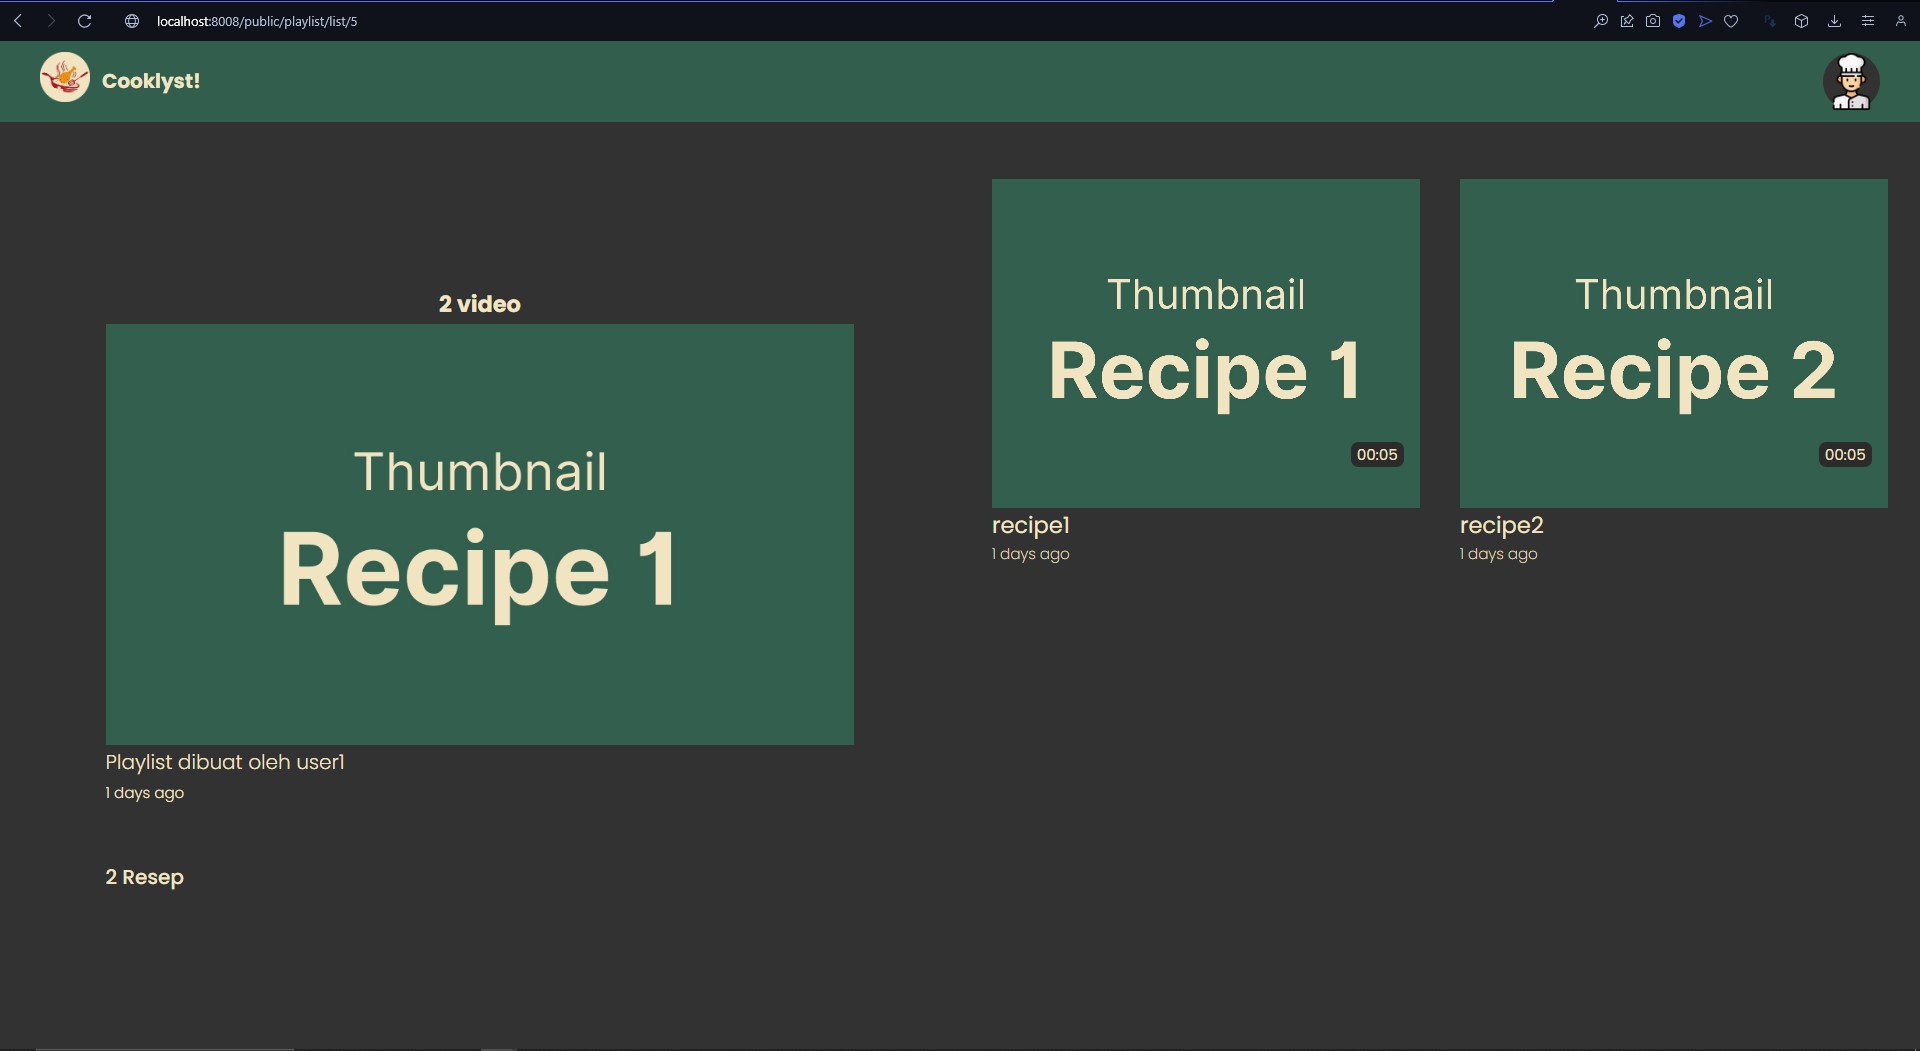 localhost:8008/public/playlist/list/5
Cooklyst!
2 video
Thumbnail
Recipe 1
Playlist dibuat oleh user1
1 days ago
2 Resep
Thumbnail
Recipe 1
00:05
recipe1
1 days ago
Thumbnail
Recipe 2
00:05
recipe2
1 days ago